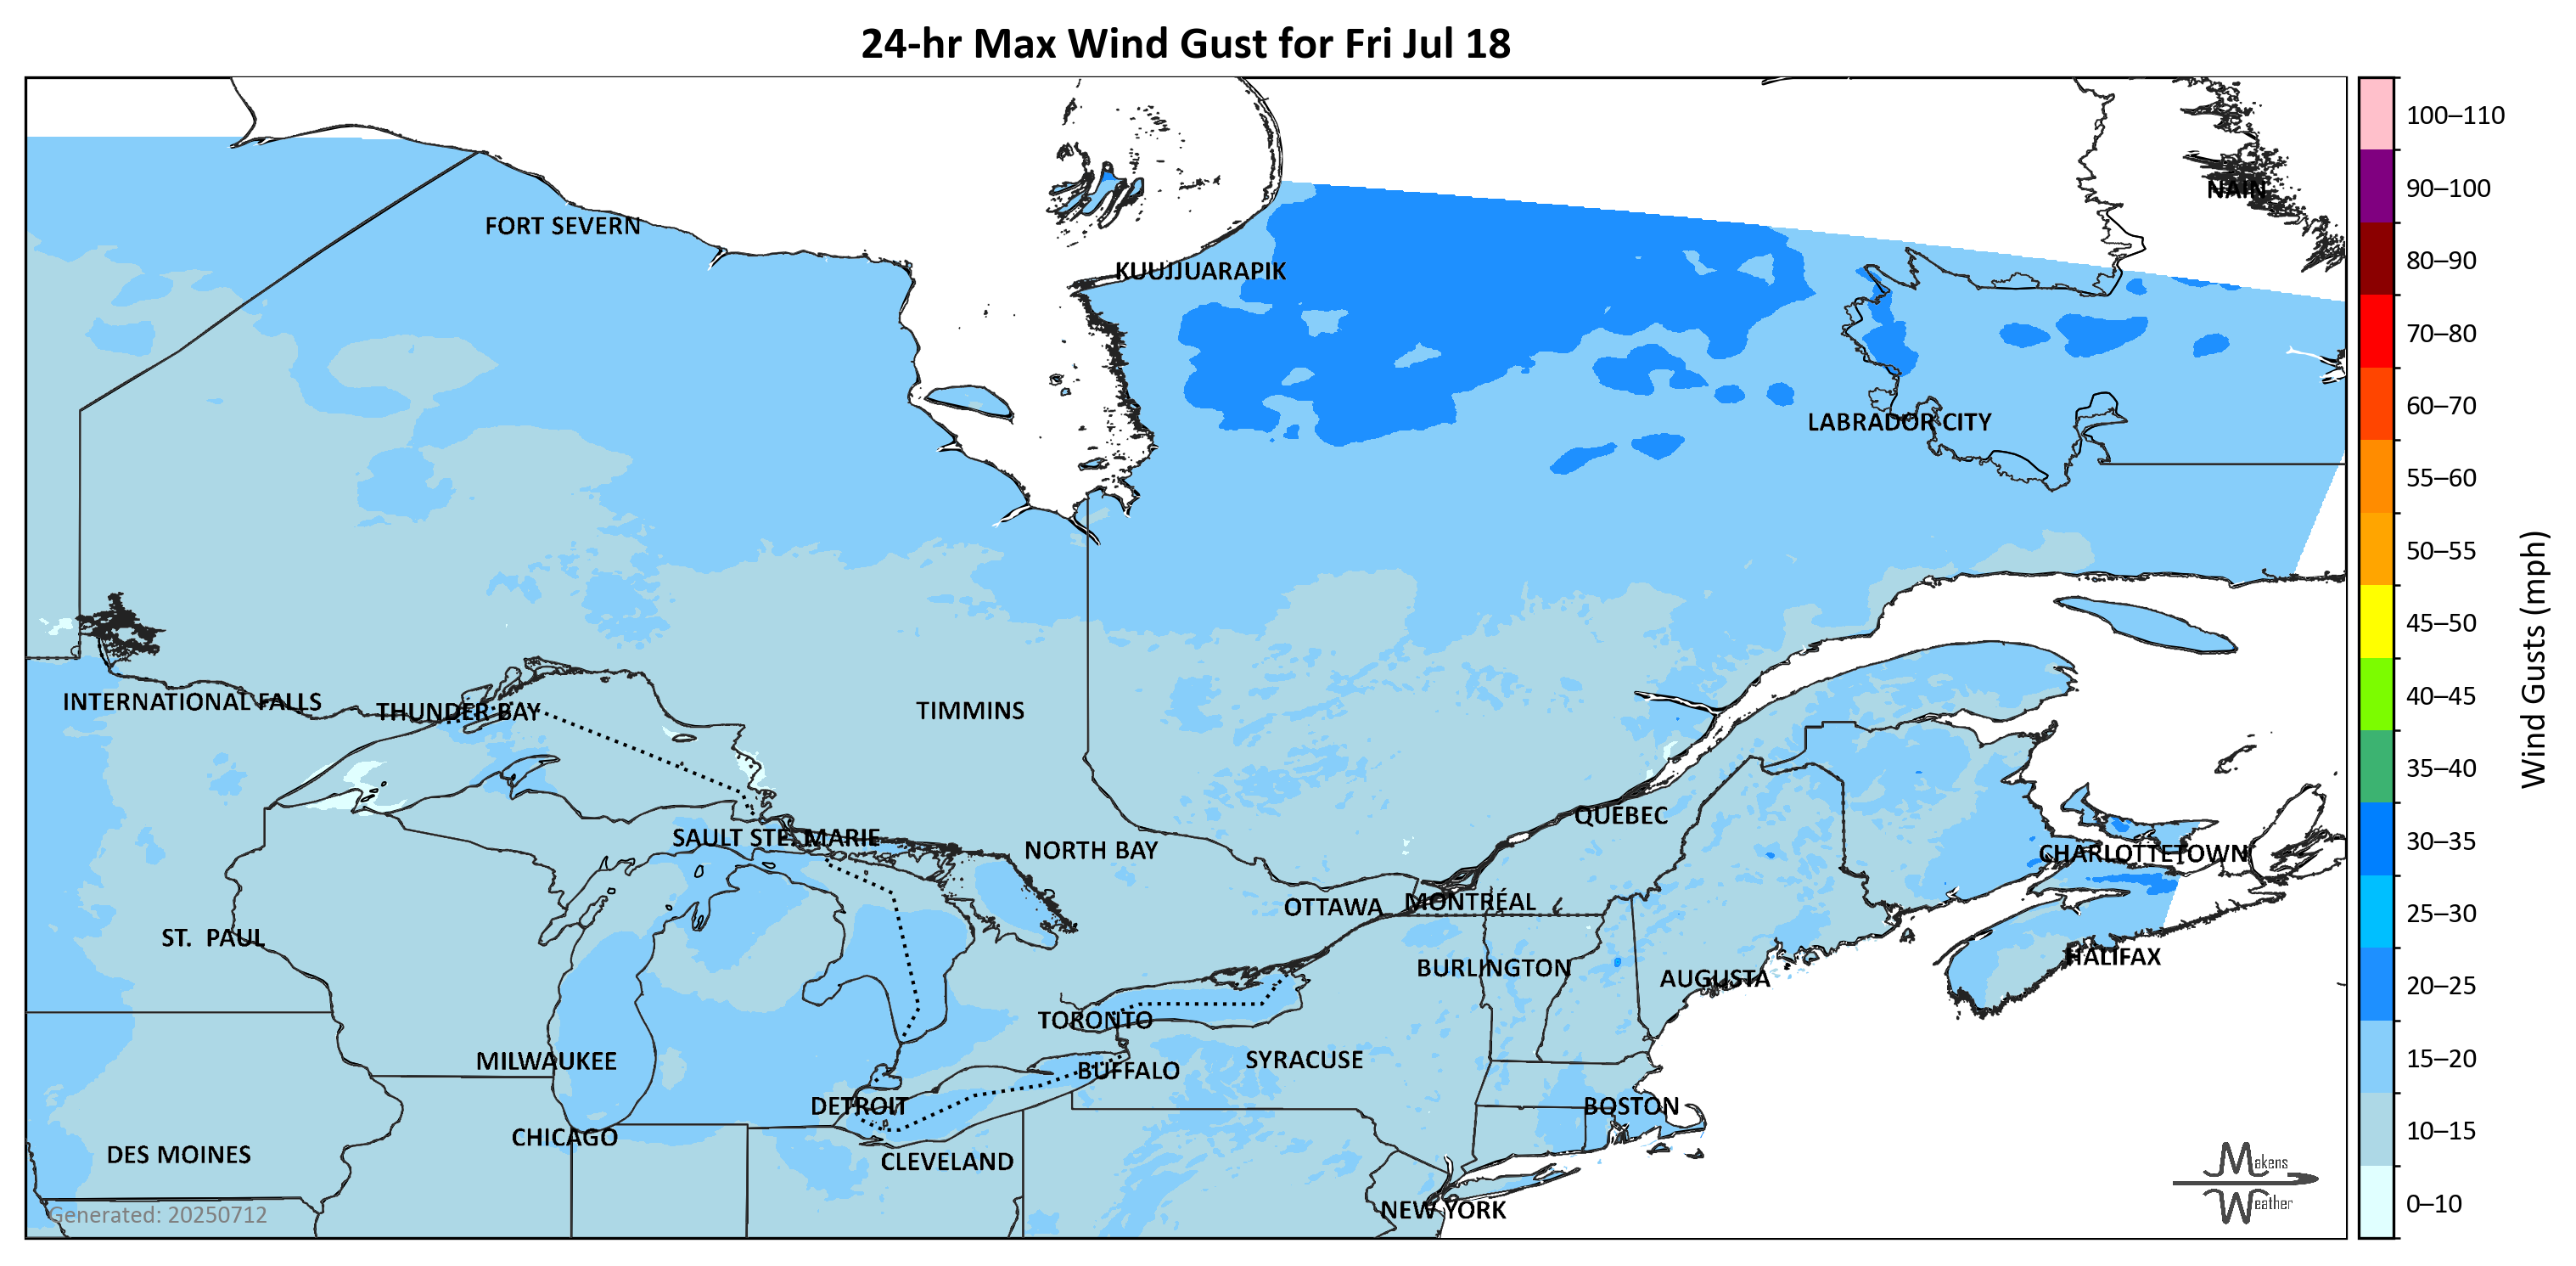 24-hr Max Wind Gust for Fri Jul 18
100–110
90–100
NAIN
FORT SEVERN
80–90
KUUJJUARAPIK
70–80
60–70
LABRADOR CITY
55–60
50–55
45–50
INTERNATIONAL FALLS
THUNDER BAY
TIMMINS
40–45
Wind Gusts (mph)
35–40
QUEBEC
SAULT STE. MARIE
NORTH BAY
30–35
CHARLOTTETOWN
OTTAWA
MONTRÉAL
25–30
ST. PAUL
BURLINGTON
HALIFAX
AUGUSTA
20–25
TORONTO
MILWAUKEE
SYRACUSE
15–20
BUFFALO
DETROIT
BOSTON
CHICAGO
10–15
DES MOINES
CLEVELAND
Makens
Weather
NEW YORK
0–10
Generated: 20250712